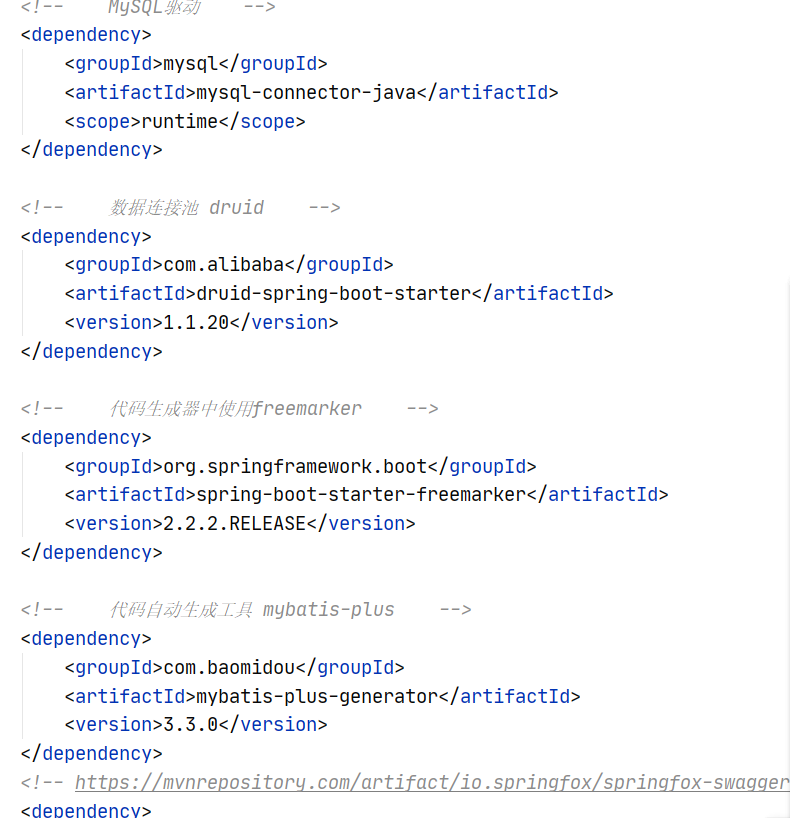 <!-- MySQL驱动 -->
<dependency>
<groupId>mysql</groupId>
<artifactId>mysql-connector-java</artifactId>
<scope>runtime</scope>
</dependency>
<!-- 数据连接池 druid -->
<dependency>
<groupId>com.alibaba</groupId>
<artifactId>druid-spring-boot-starter</artifactId>
<version>1.1.20</version>
</dependency>
<!-- 代码生成器中使用freemarker -->
<dependency>
<groupId>org.springframework.boot</groupId>
<artifactId>spring-boot-starter-freemarker</artifactId>
<version>2.2.2.RELEASE</version>
</dependency>
<!-- 代码自动生成工具 mybatis-plus -->
<dependency>
<groupId>com.baomidou</groupId>
<artifactId>mybatis-plus-generator</artifactId>
<version>3.3.0</version>
</dependency>
<!-- https://mvnrepository.com/artifact/io.springfox/springfox-swagger
<dependency>